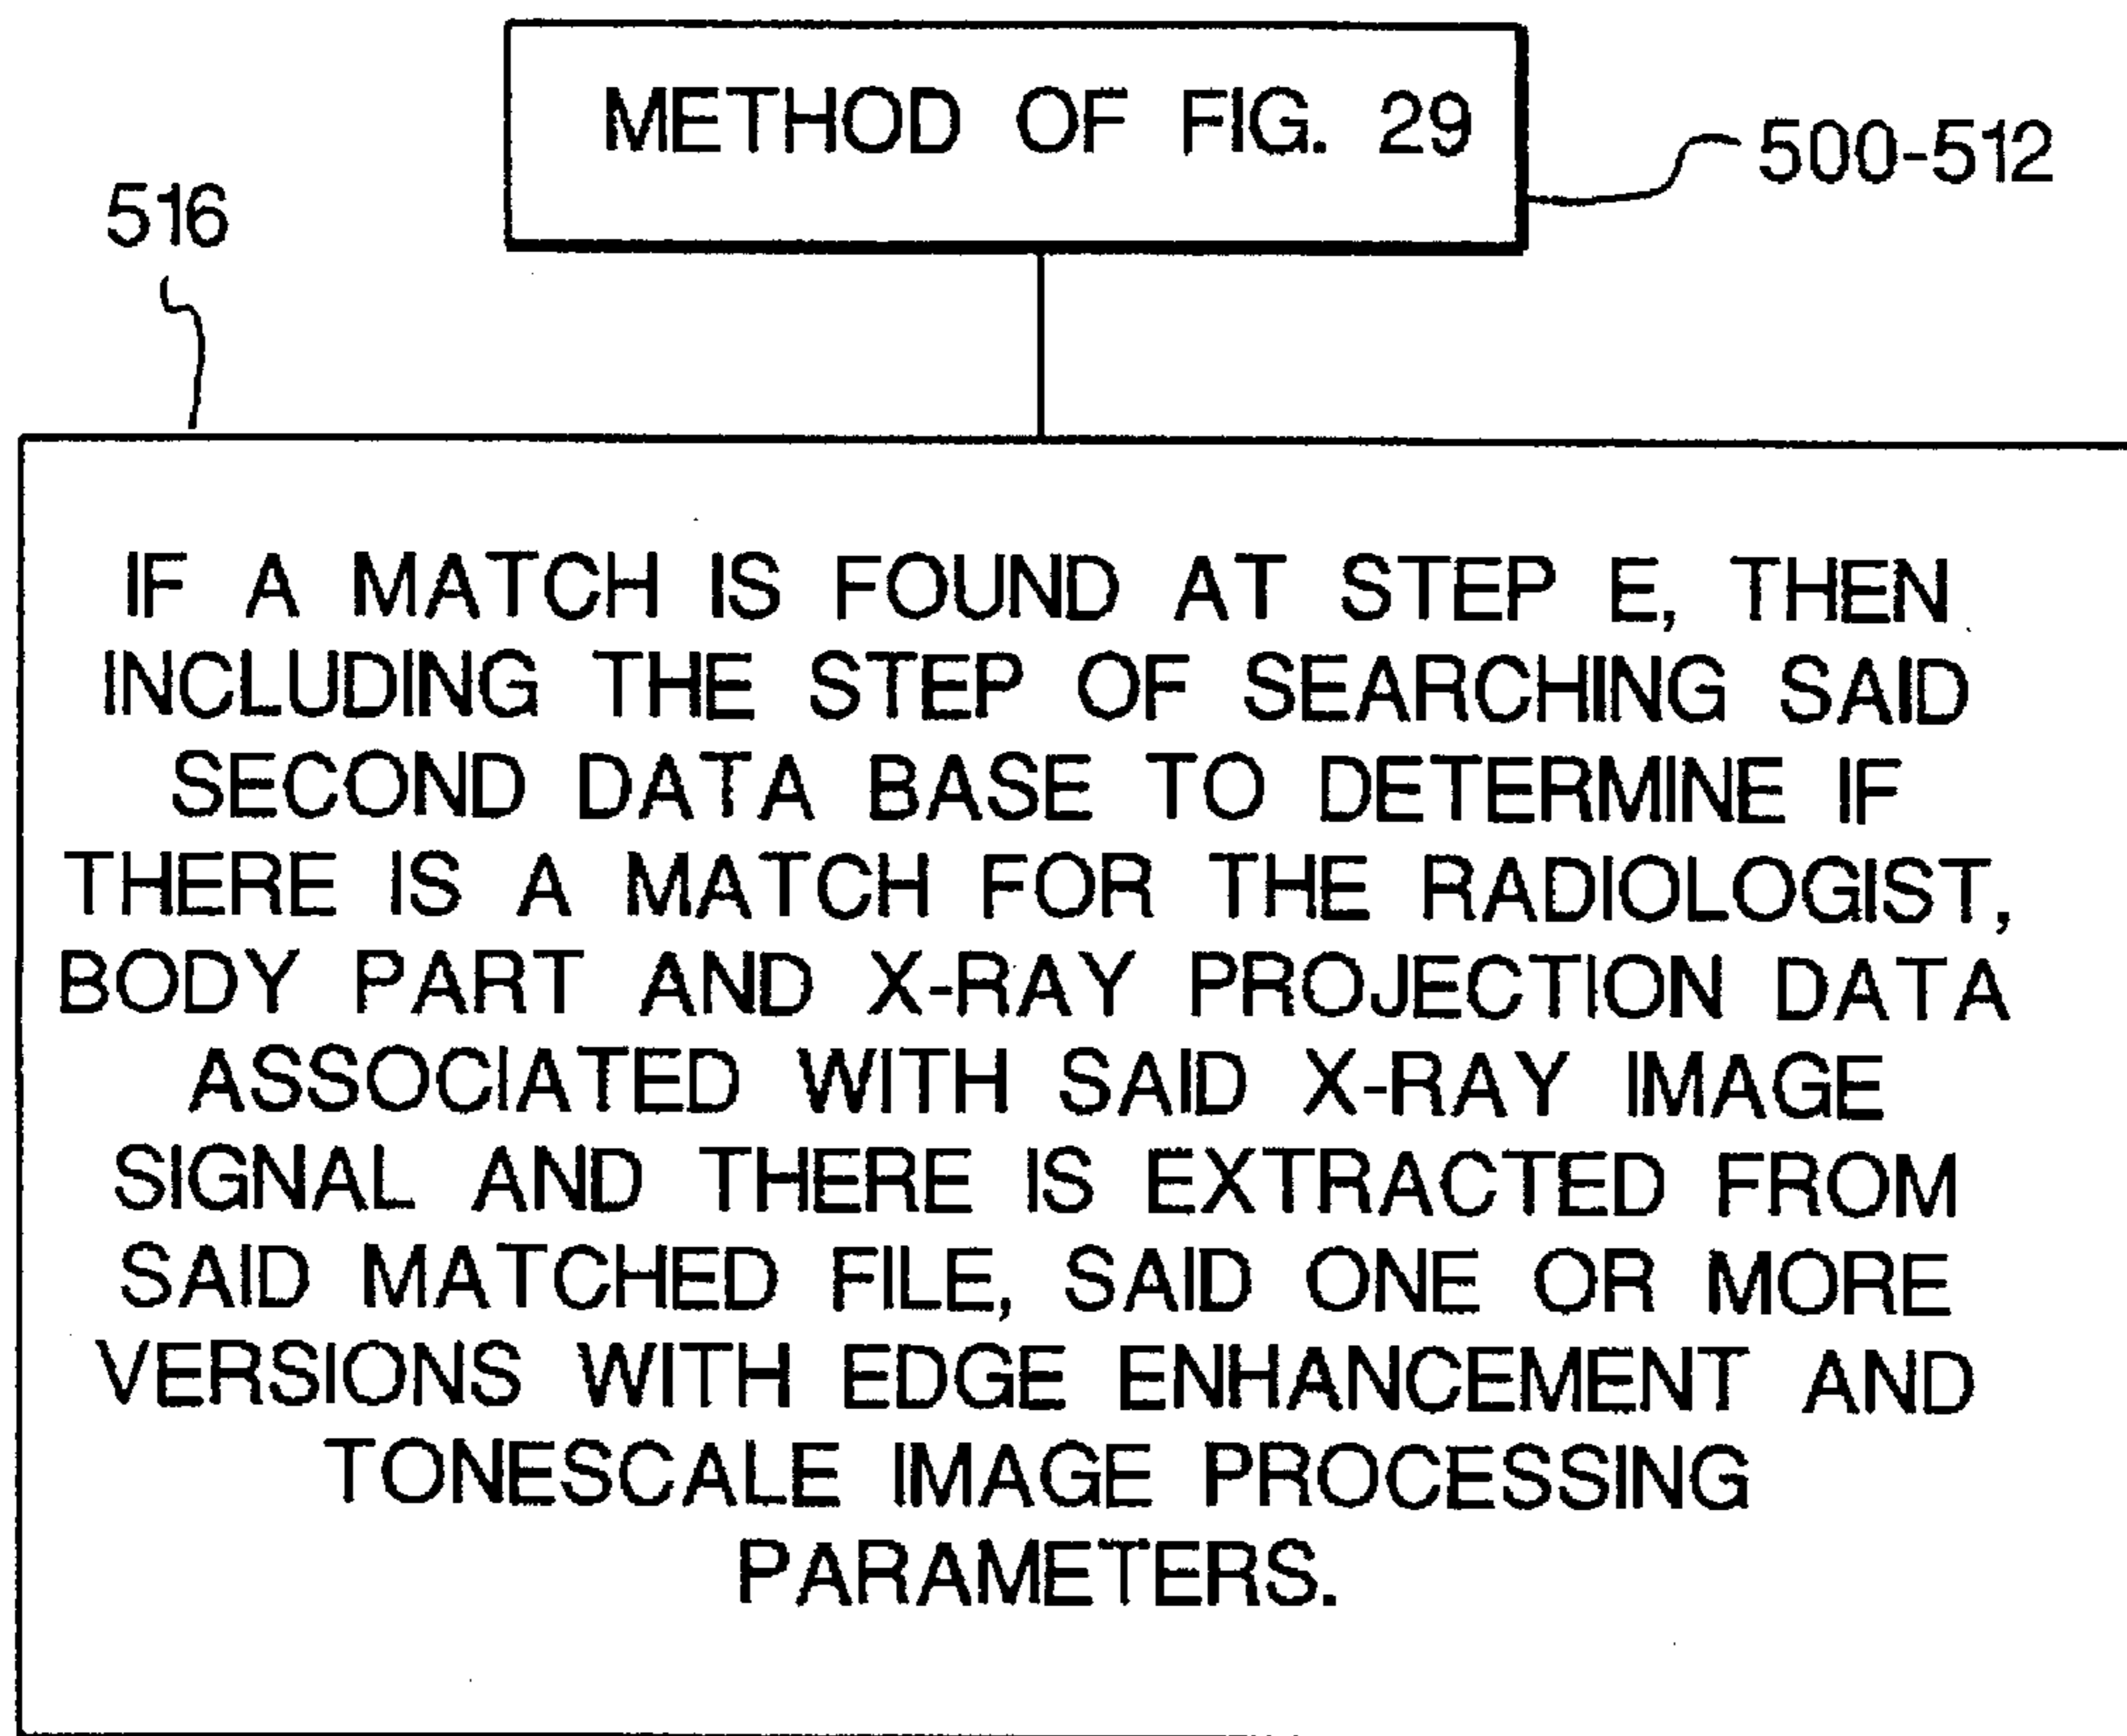 METHOD OF FIG. 29
500-512
516
IF A MATCH IS FOUND AT STEP E, THEN
INCLUDING THE STEP OF SEARCHING SAID
SECOND DATA BASE TO DETERMINE IF
THERE IS A MATCH FOR THE RADIOLOGIST,
BODY PART AND X-RAY PROJECTION DATA
ASSOCIATED WITH SAID X-RAY IMAGE
SIGNAL AND THERE IS EXTRACTED FROM
SAID MATCHED FILE, SAID ONE OR MORE
VERSIONS WITH EDGE ENHANCEMENT AND
TONESCALE IMAGE PROCESSING
PARAMETERS.